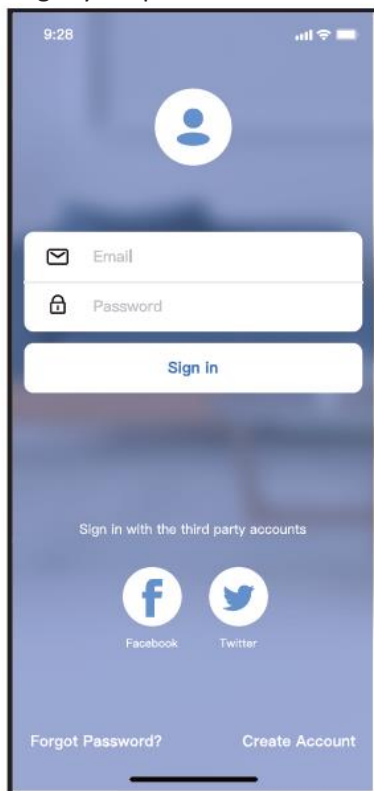 9:28
Email
Password
Sign in
Sign in with the third party accounts
Facebook Twitter
Forgot Password? Create Account